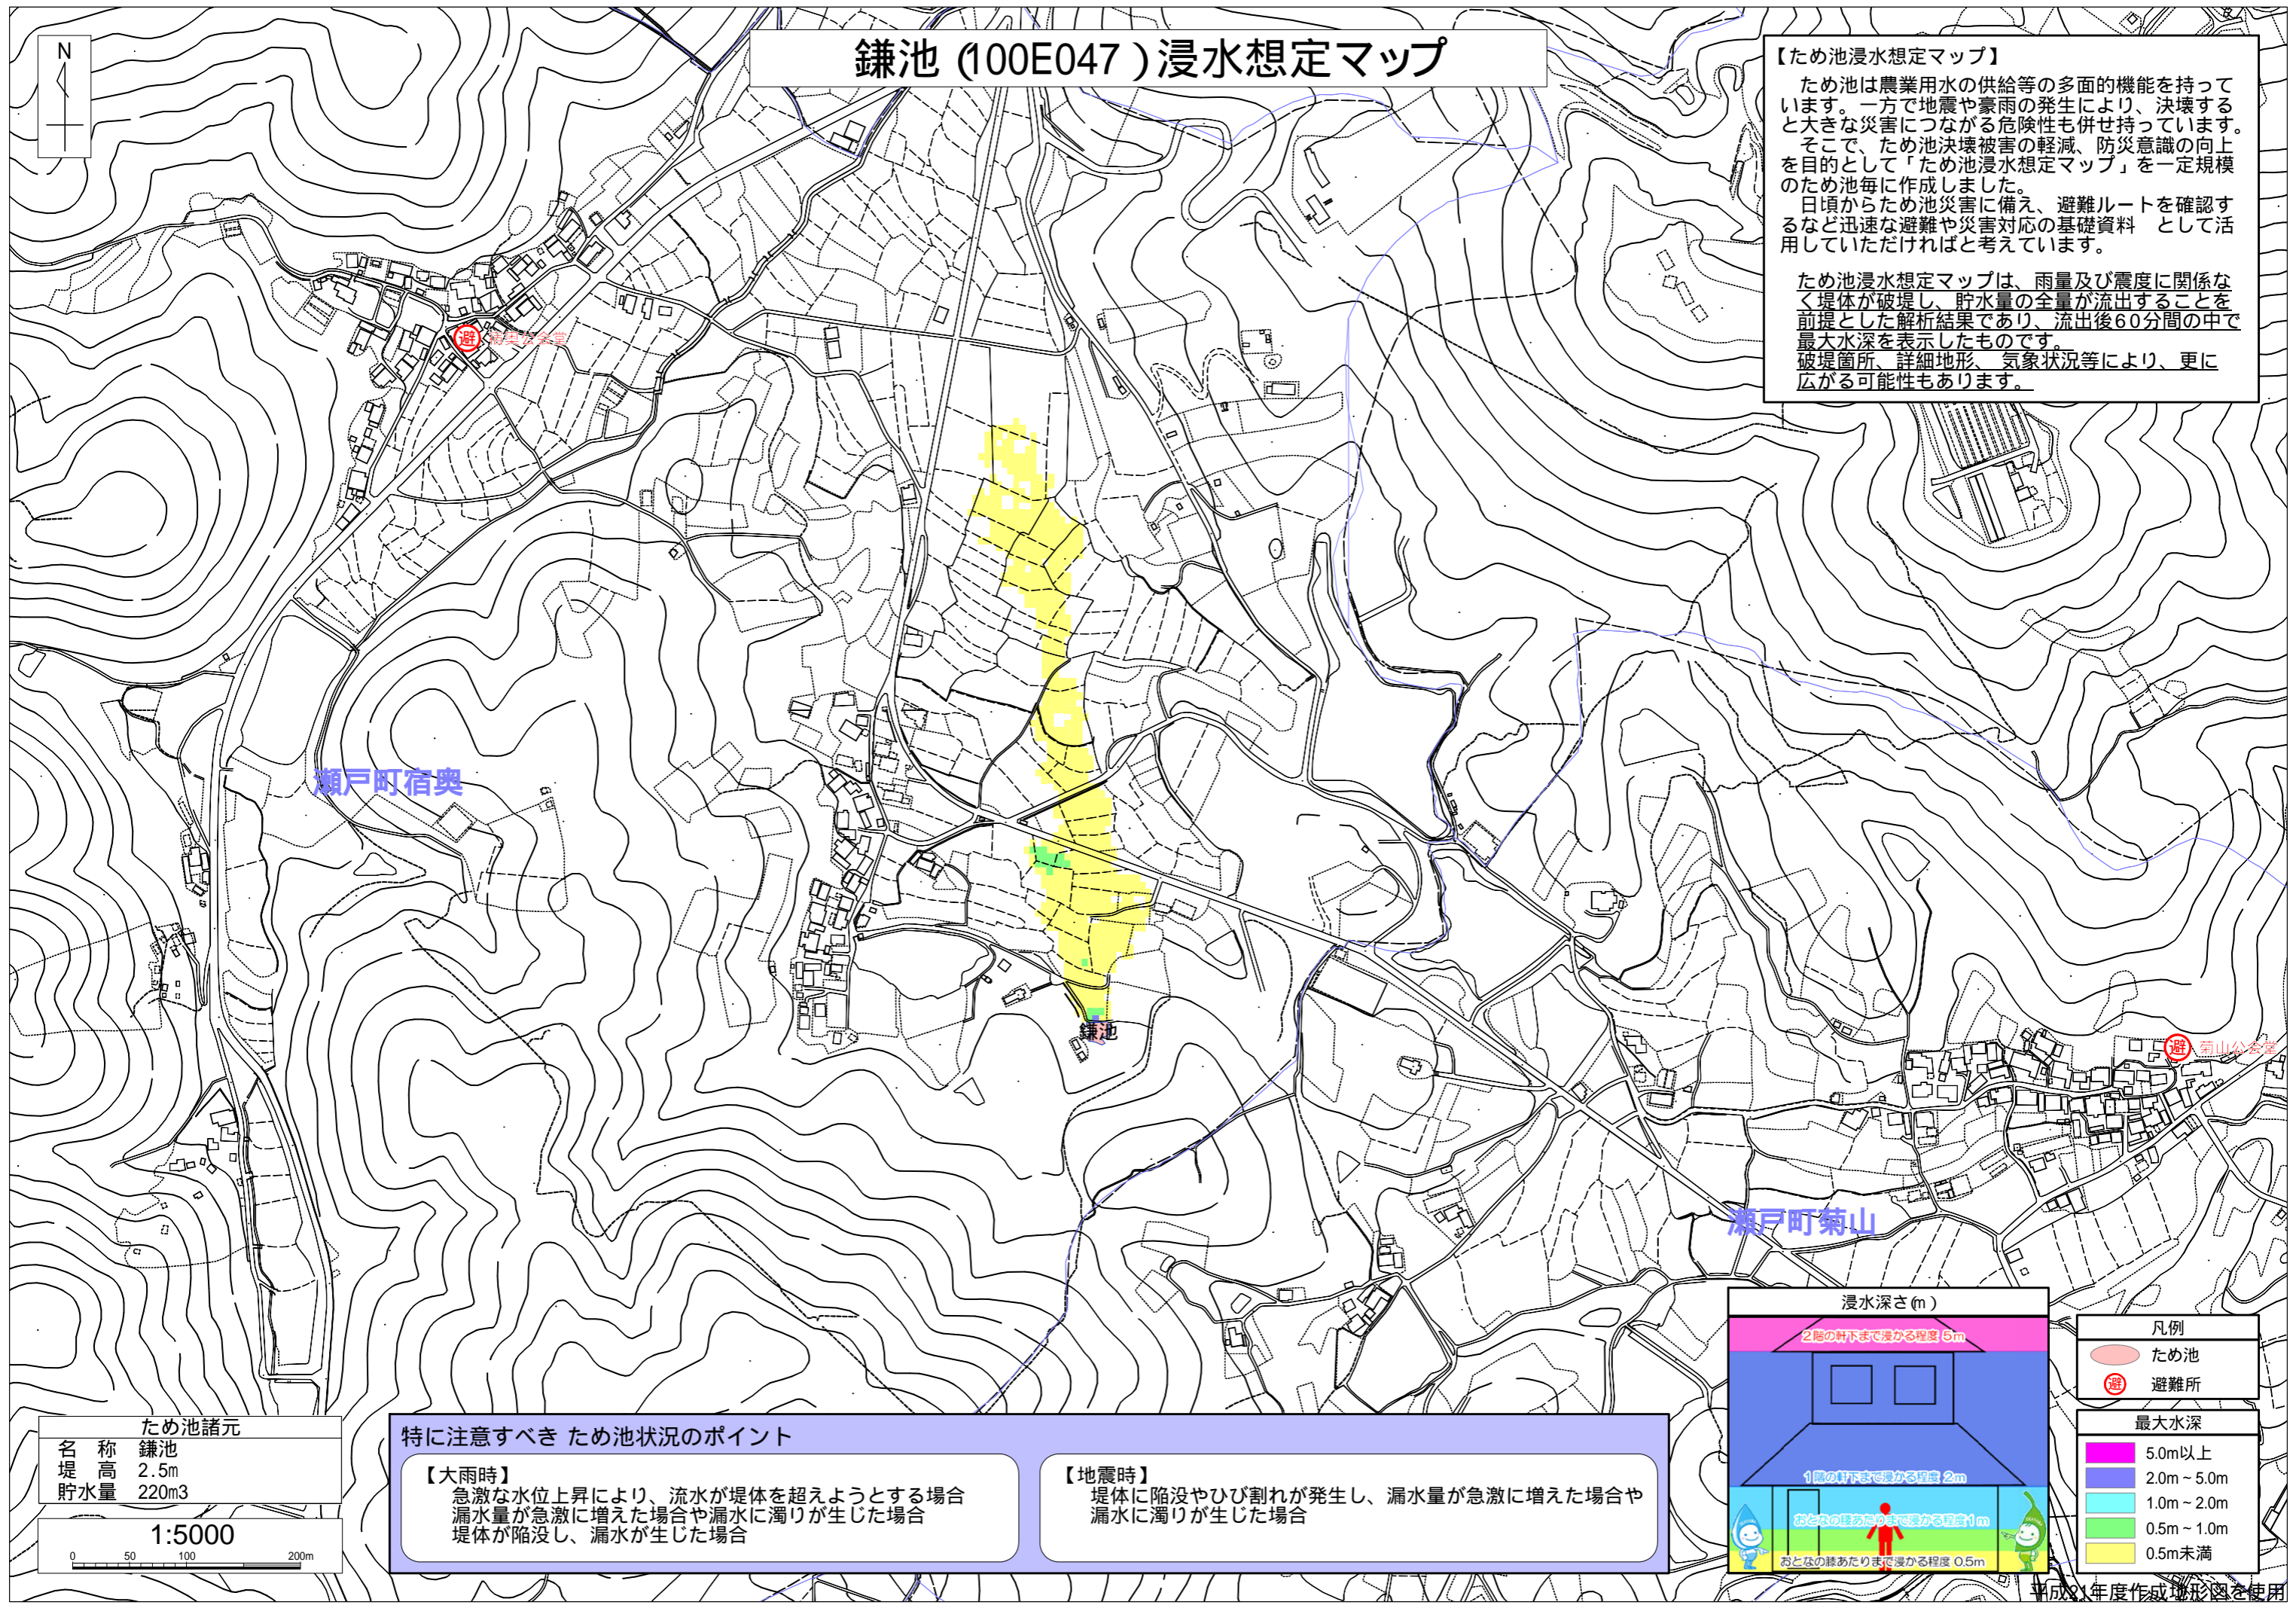 N
鎌池(100E047)浸水想定マップ
【ため池浸水想定マップ】
ため池は農業用水の供給等の多面的機能を持って
います。一方で地震や豪雨の発生により、決壊する
と大きな災害につながる危険性も併せ持っています。
そこで、ため池決壊被害の軽減、防災意識の向上
を目的として「ため池浸水想定マップ」を一定規模
のため池毎に作成しました。
日頃からため池災害に備え、避難ルートを確認す
るなど迅速な避難や災害対応の基礎資料　として活
用していただければと考えています。
ため池浸水想定マップは、雨量及び震度に関係な
く堤体が破堤し、貯水量の全量が流出することを
前提とした解析結果であり、流出後60分間の中で
最大水深を表示したものです。
破堤箇所、詳細地形、気象状況等により、更に
広がる可能性もあります。
避 宿奥公会堂
瀬戸町宿奥
鎌池
避 菊山公会堂
瀬戸町菊山
ため池諸元
名　称　鎌池
堤　高　2.5m
貯水量　220m3
1:5000
0 50 100 200m
特に注意すべき ため池状況のポイント
【大雨時】
急激な水位上昇により、流水が堤体を超えようとする場合
漏水量が急激に増えた場合や漏水に濁りが生じた場合
堤体が陥没し、漏水が生じた場合
【地震時】
堤体に陥没やひび割れが発生し、漏水量が急激に増えた場合や
漏水に濁りが生じた場合
浸水深さ(m)
2階の軒下まで浸かる程度 5m
1階の軒下まで浸かる程度 2m
おとなの腰あたりまで浸かる程度1m
おとなの膝あたりまで浸かる程度 0.5m
凡例
ため池
避 避難所
最大水深
5.0m以上
2.0m~5.0m
1.0m~2.0m
0.5m~1.0m
0.5m未満
平成21年度作成地形図を使用